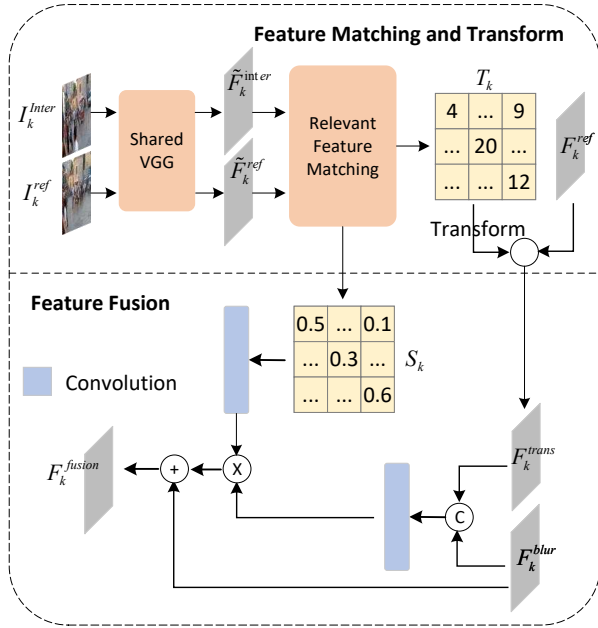 Feature Matching and Transform
I_k^{Inter}
I_k^{ref}
Shared
VGG
\tilde{F}_k^{inter}
\tilde{F}_k^{ref}
Relevant
Feature
Matching
T_k
4 ... 9
... 20 ...
... ... 12
F_k^{ref}
Transform
Feature Fusion
Convolution
0.5 ... 0.1
... 0.3 ...
... ... 0.6
S_k
F_k^{trans}
F_k^{fusion}
+
X
C
F_k^{blur}